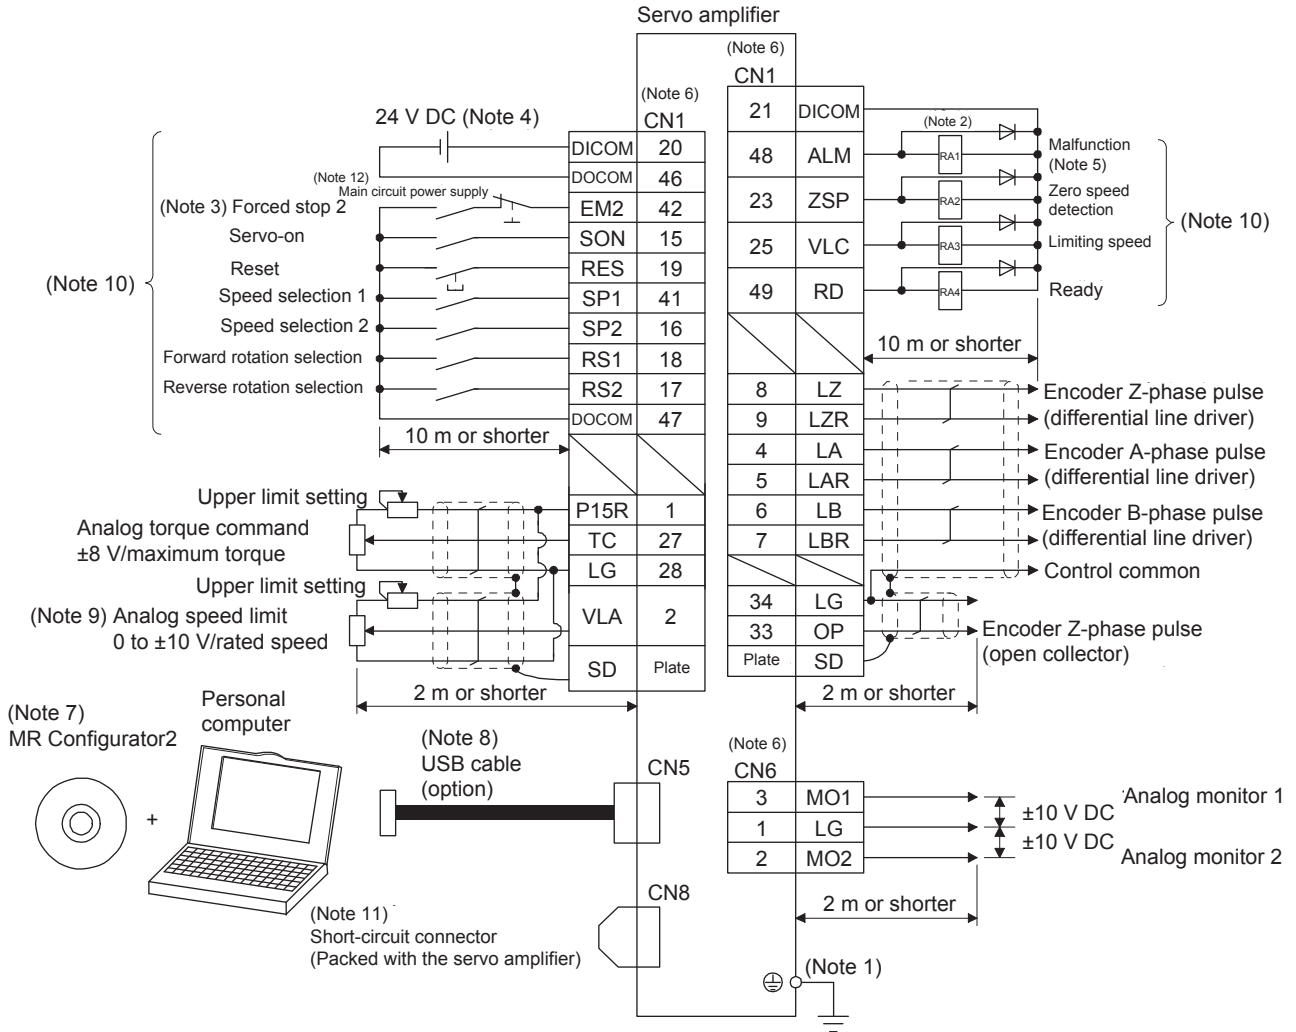 Servo amplifier
(Note 6)
CN1
(Note 6)
CN1
24 V DC (Note 4)
DICOM 20
(Note 12)
DOCOM 46
Main circuit power supply
(Note 3) Forced stop 2
EM2 42
Servo-on
SON 15
Reset
RES 19
Speed selection 1
SP1 41
Speed selection 2
SP2 16
Forward rotation selection
RS1 18
Reverse rotation selection
RS2 17
DOCOM 47
(Note 10)
10 m or shorter
Upper limit setting
P15R 1
Analog torque command
±8 V/maximum torque
TC 27
LG 28
Upper limit setting
(Note 9) Analog speed limit
0 to ±10 V/rated speed
VLA 2
SD Plate
2 m or shorter
21 DICOM
(Note 2)
48 ALM
RA1
Malfunction
(Note 5)
23 ZSP
RA2
Zero speed
detection
25 VLC
RA3
Limiting speed
49 RD
RA4
Ready
(Note 10)
10 m or shorter
8 LZ
Encoder Z-phase pulse
9 LZR
(differential line driver)
4 LA
Encoder A-phase pulse
5 LAR
(differential line driver)
6 LB
Encoder B-phase pulse
7 LBR
(differential line driver)
Control common
34 LG
33 OP
Encoder Z-phase pulse
(open collector)
Plate SD
2 m or shorter
(Note 7)
MR Configurator2
+
Personal
computer
(Note 8)
USB cable
(option)
CN5
(Note 6)
CN6
3 MO1
Analog monitor 1
±10 V DC
1 LG
±10 V DC
2 MO2
Analog monitor 2
2 m or shorter
CN8
(Note 11)
Short-circuit connector
(Packed with the servo amplifier)
(Note 1)